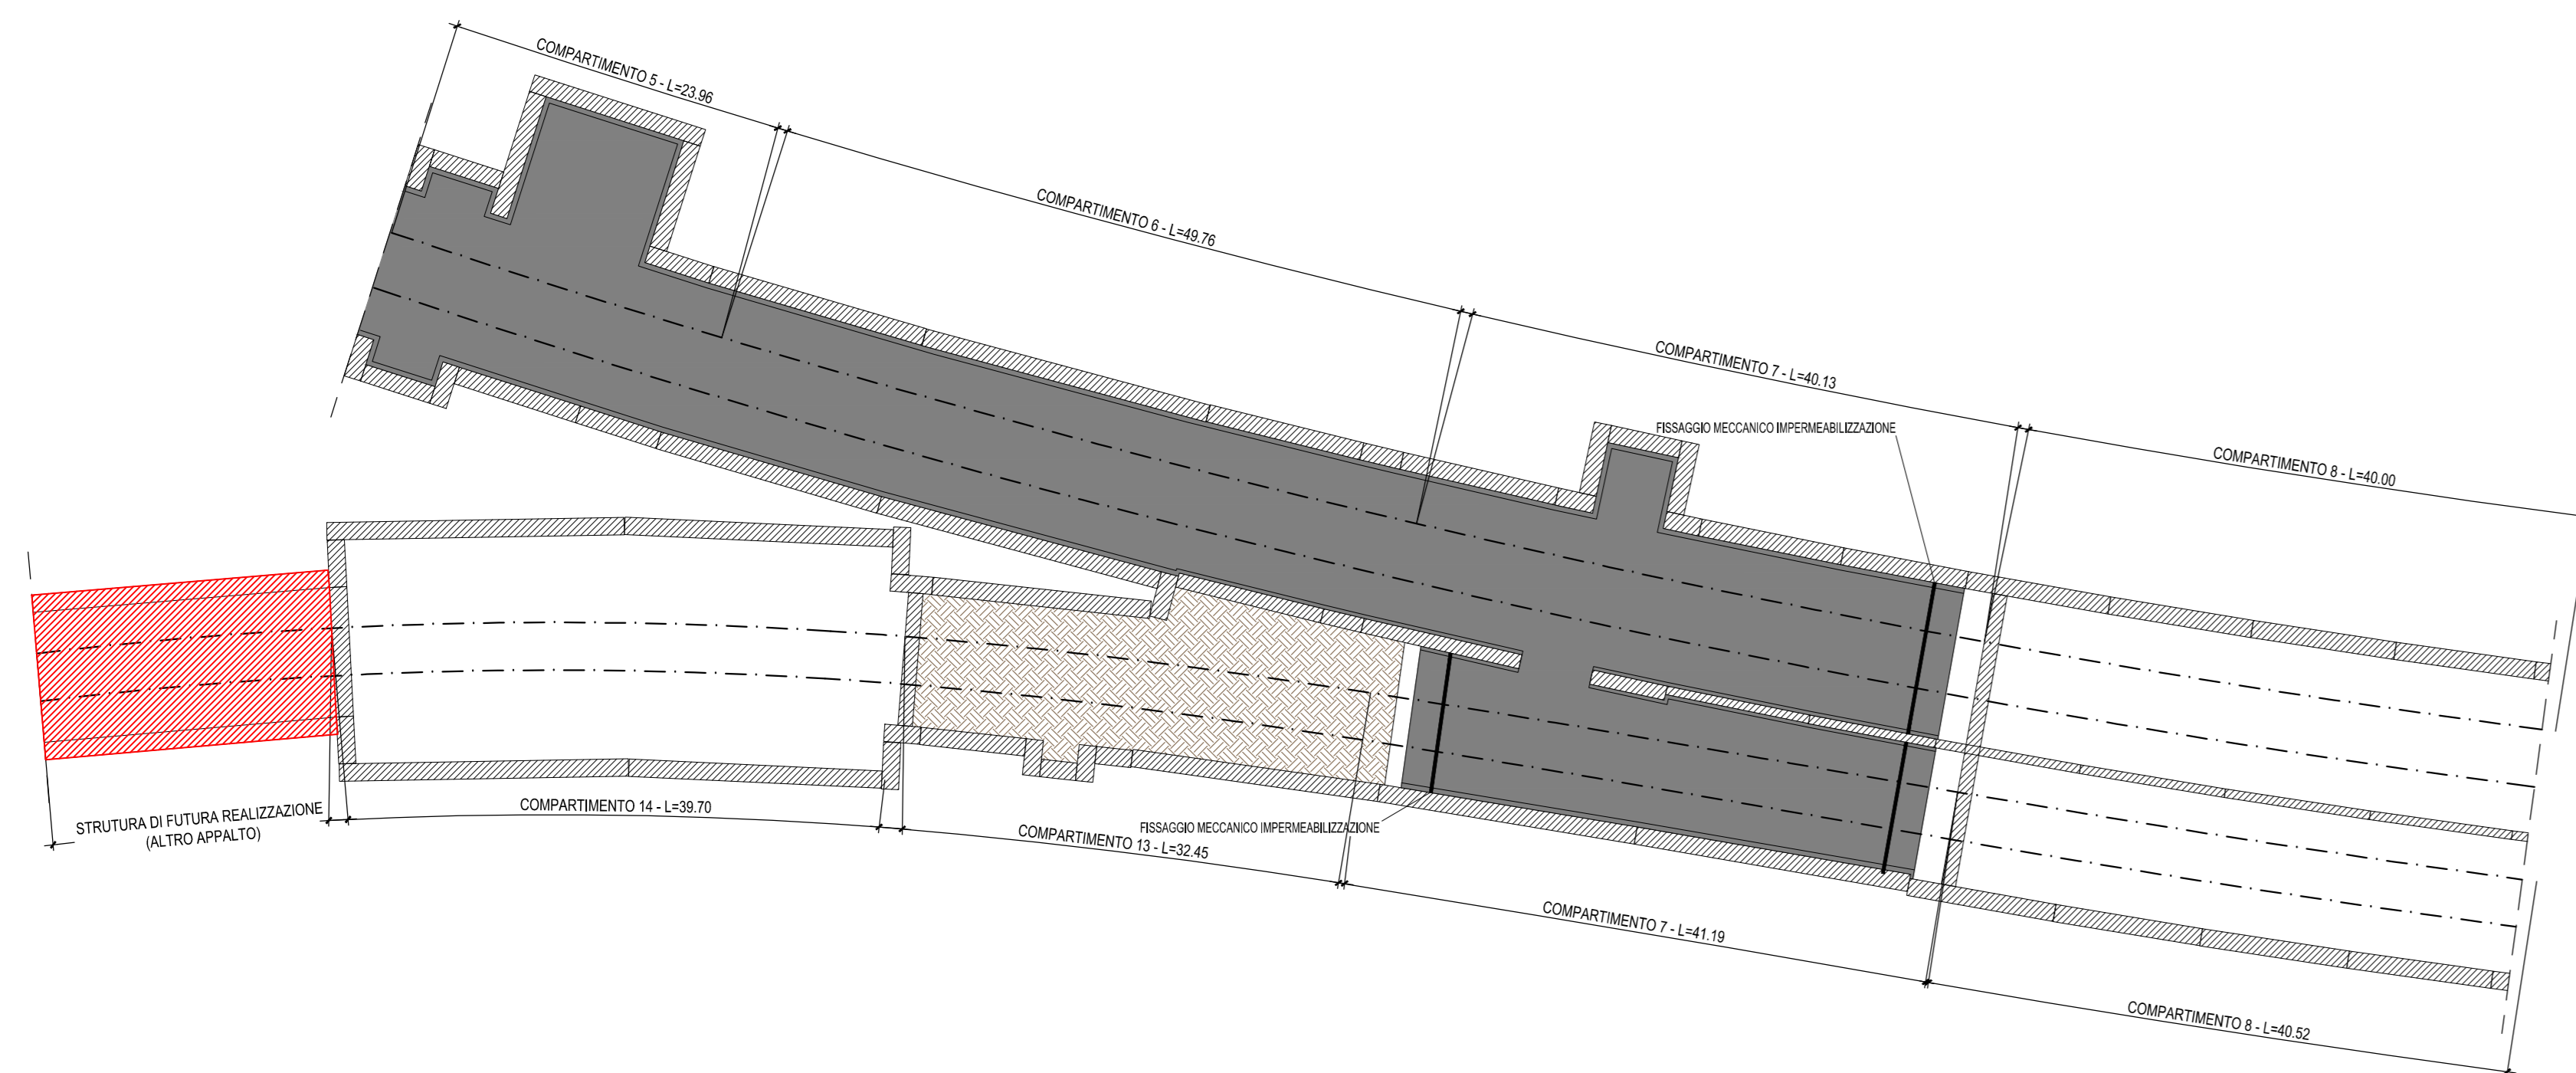 COMPARTIMENTO 5 - L=23.96
COMPARTIMENTO 6 - L=49.76
COMPARTIMENTO 7 - L=40.13
FISSAGGIO MECCANICO IMPERMEABILIZZAZIONE
COMPARTIMENTO 8 - L=40.00
STRUTURA DI FUTURA REALIZZAZIONE
(ALTRO APPALTO)
COMPARTIMENTO 14 - L=39.70
COMPARTIMENTO 13 - L=32.45
FISSAGGIO MECCANICO IMPERMEABILIZZAZIONE
COMPARTIMENTO 7 - L=41.19
COMPARTIMENTO 8 - L=40.52